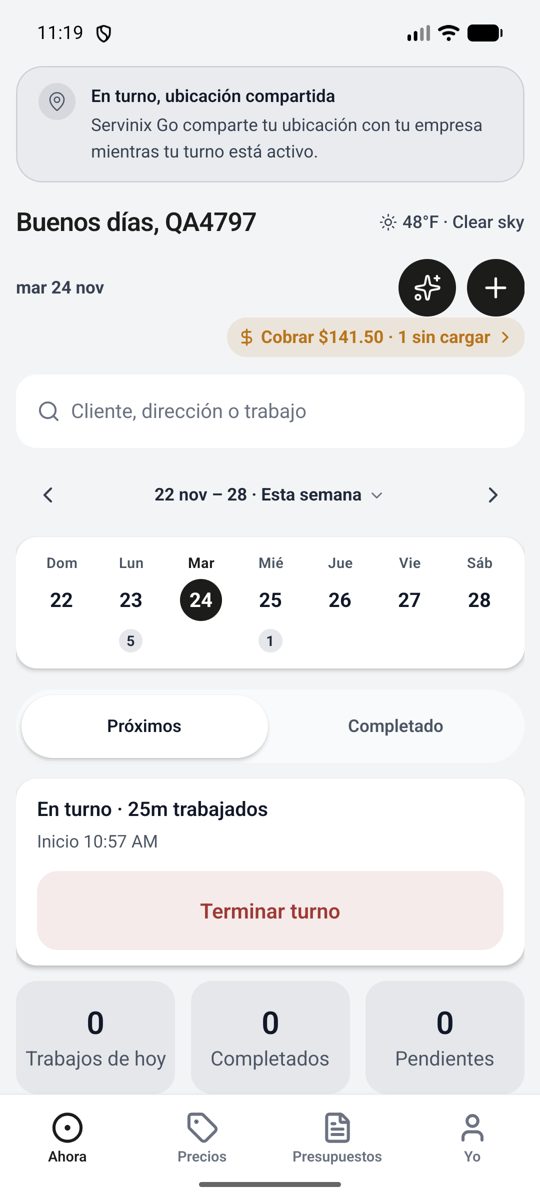 11:19
En turno, ubicación compartida
Servinix Go comparte tu ubicación con tu empresa
mientras tu turno está activo.
Buenos días, QA4797
48°F · Clear sky
mar 24 nov
Cobrar $141.50 · 1 sin cargar
Cliente, dirección o trabajo
22 nov – 28 · Esta semana
Dom Lun Mar Mié Jue Vie Sáb
22 23 24 25 26 27 28
5 1
Próximos Completado
En turno · 25m trabajados
Inicio 10:57 AM
Terminar turno
0 0 0
Trabajos de hoy Completados Pendientes
Ahora Precios Presupuestos Yo